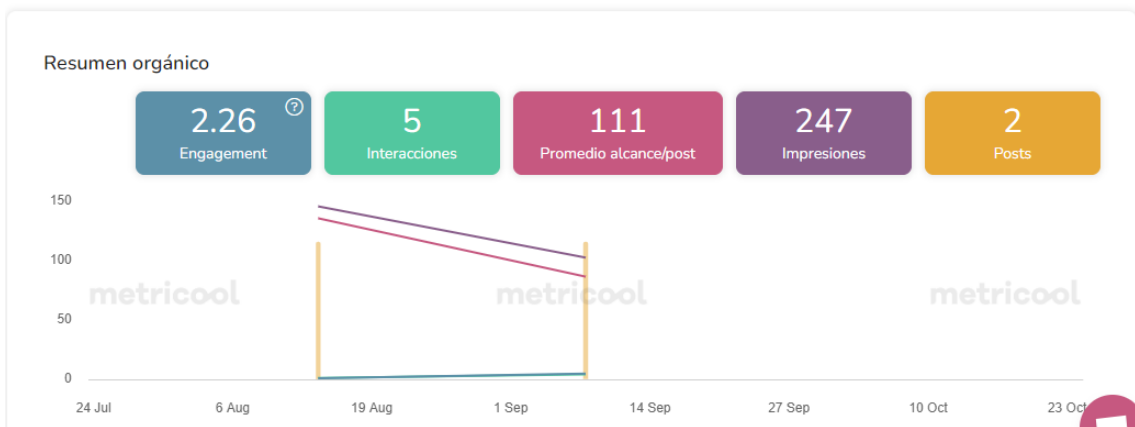 Resumen orgánico
2.26 5 111 247 2
Engagement Interacciones Promedio alcance/post Impresiones Posts
150
100
metricool metricool metricool
50
0
24 Jul 6 Aug 19 Aug 1 Sep 14 Sep 27 Sep 10 Oct 23 Oct